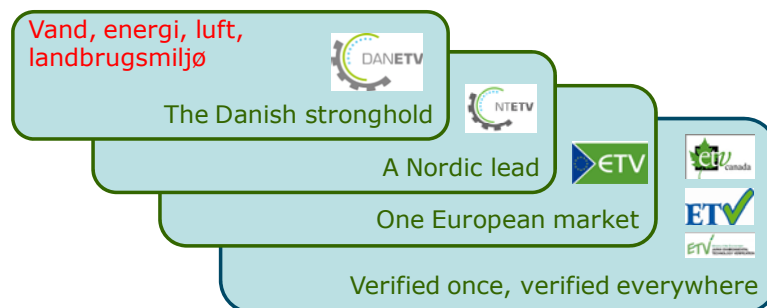 Vand, energi, luft,
landbrugsmiljø
DANETV
The Danish stronghold
NTETV
A Nordic lead
ETV
One European market
etv
canada
ETV
ETV
Verified once, verified everywhere